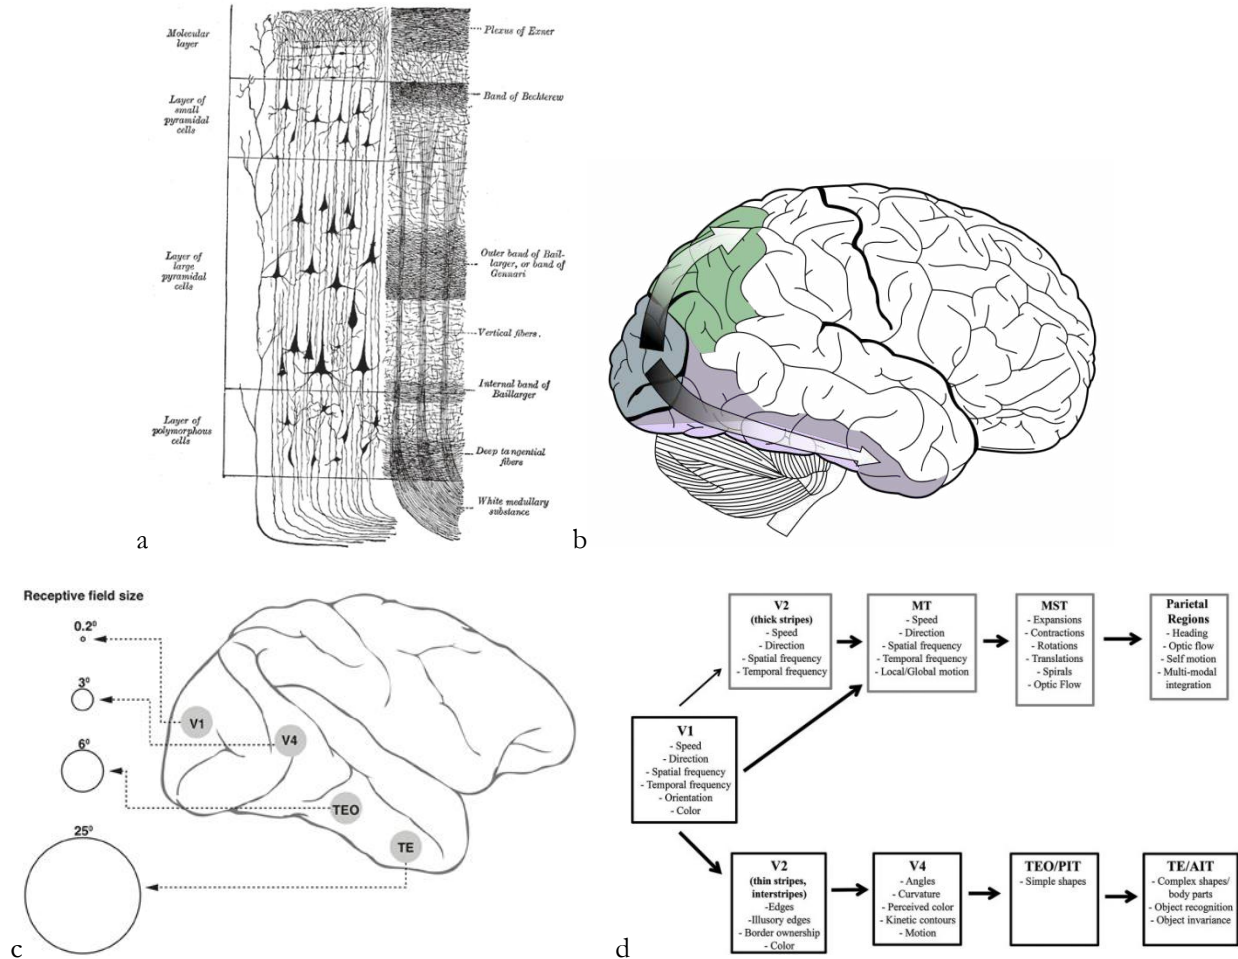 Molecular
layer
Layer of
small
pyramidal
cells
Layer of
large
pyramidal
cells
Layer of
polymorphous
cells
Plexus of Exner
Band of Bechterew
Outer band of Bail-
larger, or band of
Gennari
Vertical fibers.
Internal band of
Baillarger
Deep tangential
fibers
White medullary
substance
a
b
Receptive field size
0.2⁰
3⁰
6⁰
25⁰
V1
V4
TEO
TE
c
V2
(thick stripes)
- Speed
- Direction
- Spatial frequency
- Temporal frequency
MT
- Speed
- Direction
- Spatial frequency
- Temporal frequency
- Local/Global motion
MST
- Expansions
- Contractions
- Rotations
- Translations
- Spirals
- Optic Flow
Parietal
Regions
- Heading
- Optic flow
- Self motion
- Multi-modal
integration
V1
- Speed
- Direction
- Spatial frequency
- Temporal frequency
- Orientation
- Color
V2
(thin stripes,
interstripes)
-Edges
-Illusory edges
- Border ownership
- Color
V4
- Angles
- Curvature
- Perceived color
- Kinetic contours
- Motion
TEO/PIT
- Simple shapes
TE/AIT
- Complex shapes/
body parts
- Object recognition
- Object invariance
d